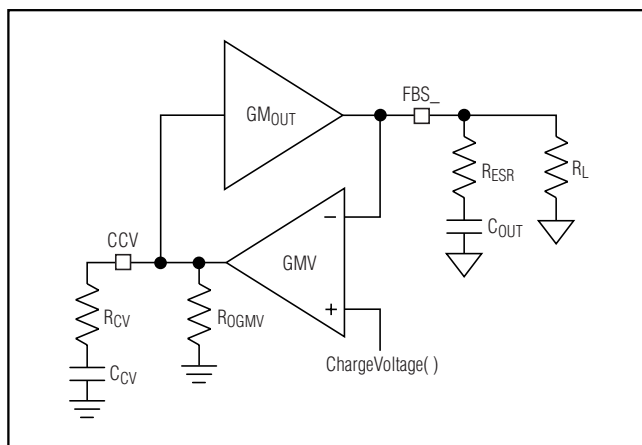 GMOUT
FBS_
RESR
RL
COUT
CCV
GMV
−
+
RCV
ROGMV
CCV
ChargeVoltage( )